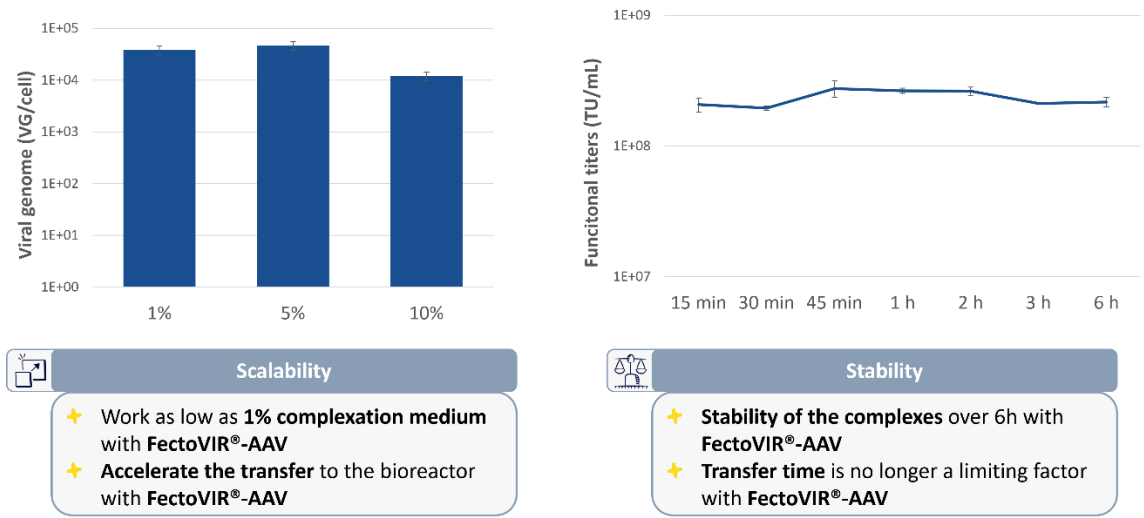 1E+05
1E+04
1E+03
1E+02
1E+01
1E+00
Viral genome (VG/cell)
1%
5%
10%
Scalability
Work as low as 1% complexation medium
with FectoVIR®-AAV
Accelerate the transfer to the bioreactor
with FectoVIR®-AAV
1E+09
1E+08
1E+07
Funcitonal titers (TU/mL)
15 min
30 min
45 min
1 h
2 h
3 h
6 h
Stability
Stability of the complexes over 6h with
FectoVIR®-AAV
Transfer time is no longer a limiting factor
with FectoVIR®-AAV